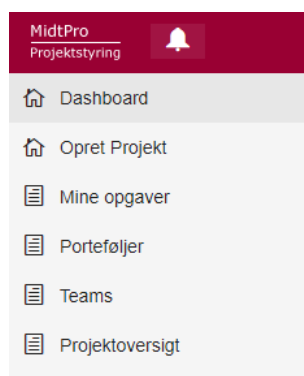 MidtPro
Projektstyring
Dashboard
Opret Projekt
Mine opgaver
Porteføljer
Teams
Projektoversigt